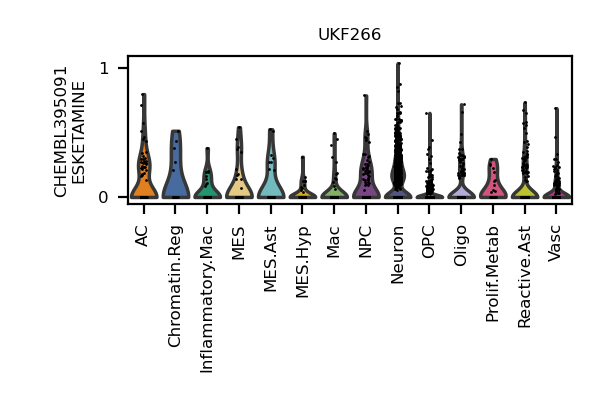 UKF266
CHEMBL395091
ESKETAMINE
1
0
AC
Chromatin.Reg
Inflammatory.Mac
MES
MES.Ast
MES.Hyp
Mac
NPC
Neuron
OPC
Oligo
Prolif.Metab
Reactive.Ast
Vasc